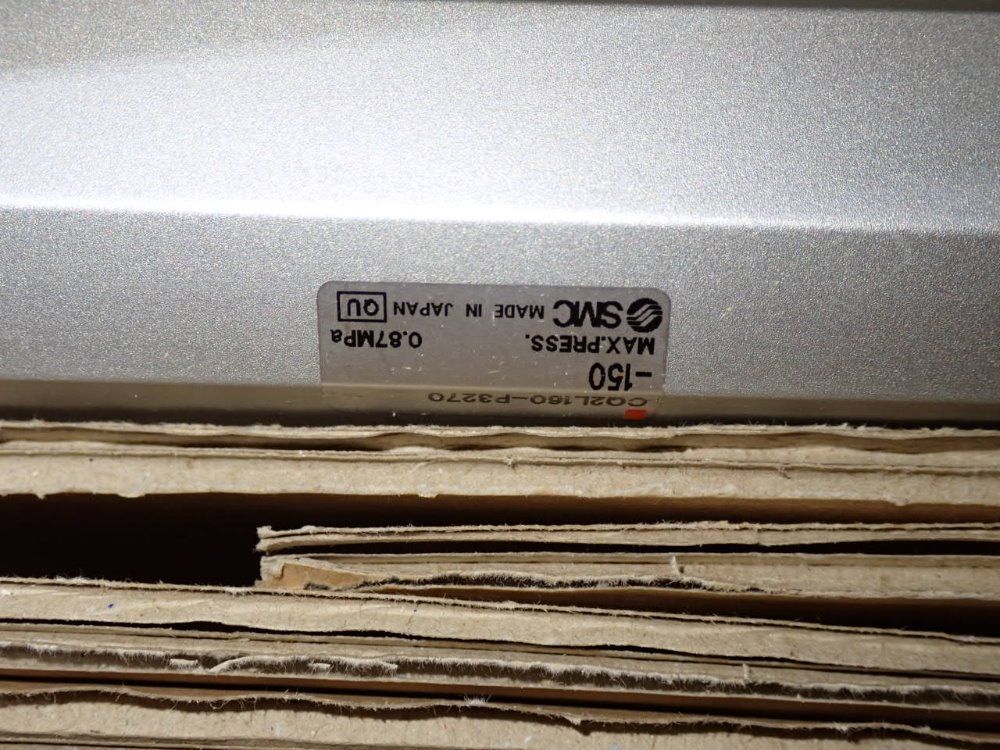 CQ2L160-P3270
-150
MAX.PRESS. 0.87MPa
SMC MADE IN JAPAN QU